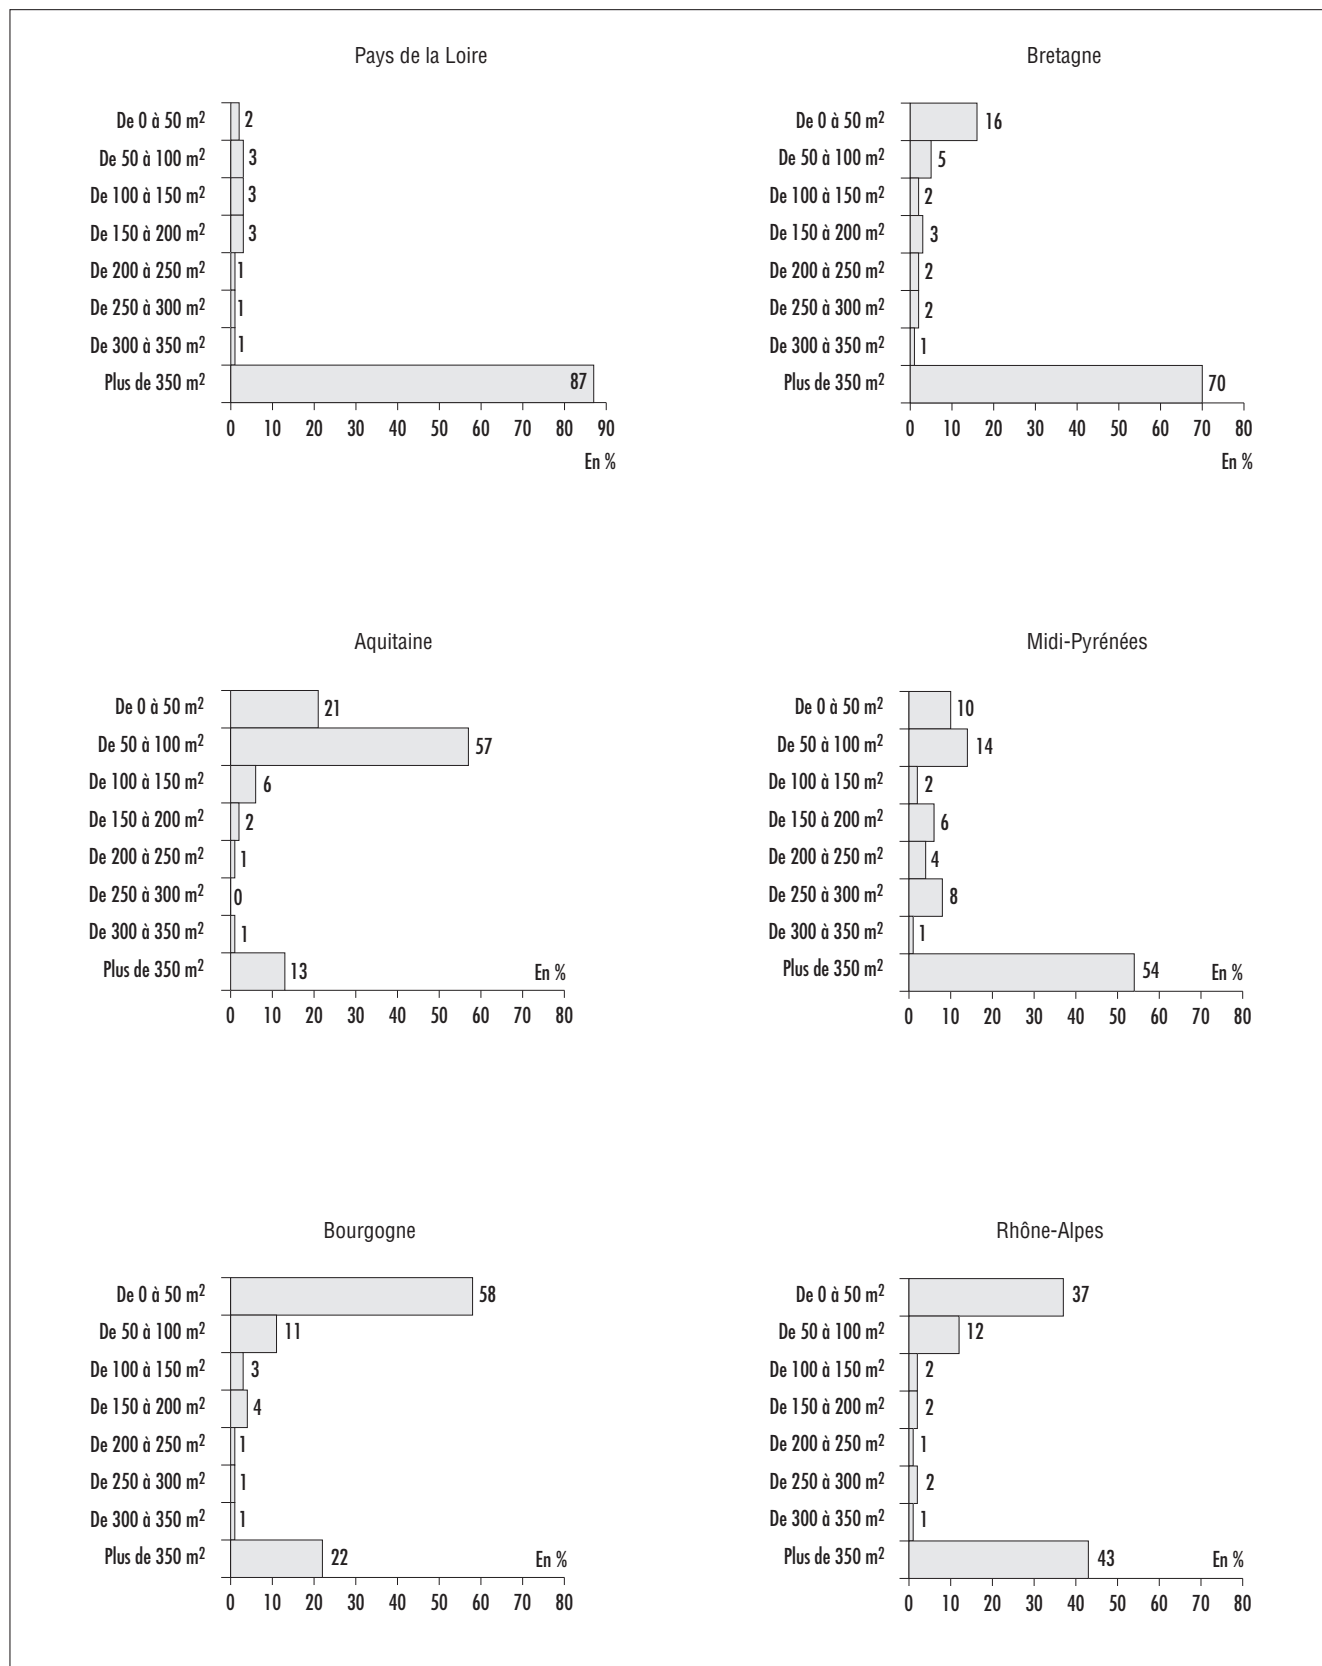 Pays de la Loire
De 0 à 50 m² 2
De 50 à 100 m² 3
De 100 à 150 m² 3
De 150 à 200 m² 3
De 200 à 250 m² 1
De 250 à 300 m² 1
De 300 à 350 m² 1
Plus de 350 m² 87
0 10 20 30 40 50 60 70 80 90
En %
Bretagne
De 0 à 50 m² 16
De 50 à 100 m² 5
De 100 à 150 m² 2
De 150 à 200 m² 3
De 200 à 250 m² 2
De 250 à 300 m² 2
De 300 à 350 m² 1
Plus de 350 m² 70
0 10 20 30 40 50 60 70 80
En %
Aquitaine
De 0 à 50 m² 21
De 50 à 100 m² 57
De 100 à 150 m² 6
De 150 à 200 m² 2
De 200 à 250 m² 1
De 250 à 300 m² 0
De 300 à 350 m² 1
Plus de 350 m² 13 En %
0 10 20 30 40 50 60 70 80
Midi-Pyrénées
De 0 à 50 m² 10
De 50 à 100 m² 14
De 100 à 150 m² 2
De 150 à 200 m² 6
De 200 à 250 m² 4
De 250 à 300 m² 8
De 300 à 350 m² 1
Plus de 350 m² 54 En %
0 10 20 30 40 50 60 70 80
Bourgogne
De 0 à 50 m² 58
De 50 à 100 m² 11
De 100 à 150 m² 3
De 150 à 200 m² 4
De 200 à 250 m² 1
De 250 à 300 m² 1
De 300 à 350 m² 1
Plus de 350 m² 22 En %
0 10 20 30 40 50 60 70 80
Rhône-Alpes
De 0 à 50 m² 37
De 50 à 100 m² 12
De 100 à 150 m² 2
De 150 à 200 m² 2
De 200 à 250 m² 1
De 250 à 300 m² 2
De 300 à 350 m² 1
Plus de 350 m² 43 En %
0 10 20 30 40 50 60 70 80